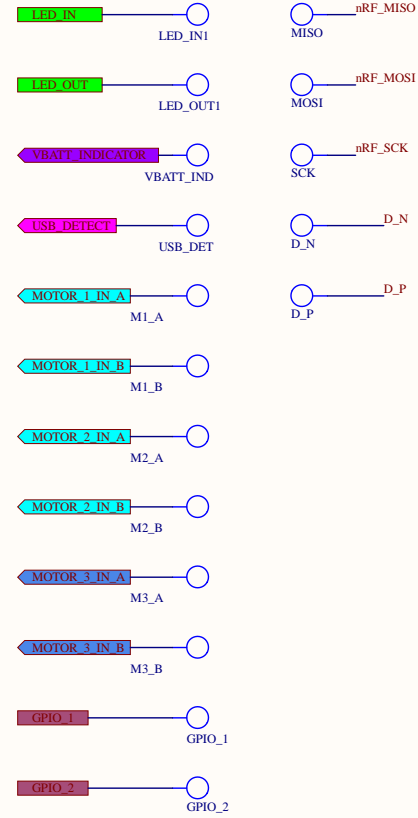 LED_IN
LED_IN1
LED_OUT
LED_OUT1
VBATT_INDICATOR
VBATT_IND
USB_DETECT
USB_DET
MOTOR_1_IN_A
M1_A
MOTOR_1_IN_B
M1_B
MOTOR_2_IN_A
M2_A
MOTOR_2_IN_B
M2_B
MOTOR_3_IN_A
M3_A
MOTOR_3_IN_B
M3_B
GPIO_1
GPIO_1
GPIO_2
GPIO_2
nRF_MISO
MISO
nRF_MOSI
MOSI
nRF_SCK
SCK
D_N
D_N
D_P
D_P